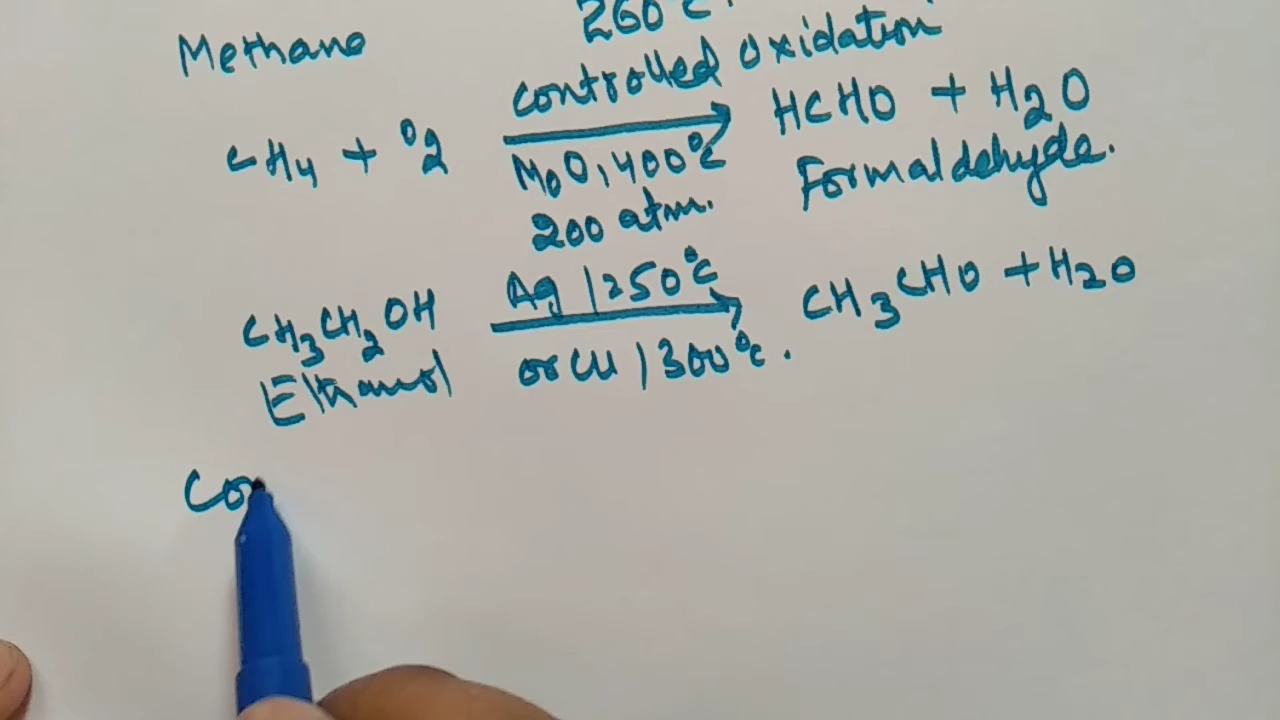 260°C
Methane
controlled oxidation
CH4 + O2 → HCHO + H2O
MoO, 400°C Formaldehyde.
200 atm.
Ag / 250°C
CH3CH2OH → CH3CHO + H2O
Ethanol or Cu / 300°C.
Con